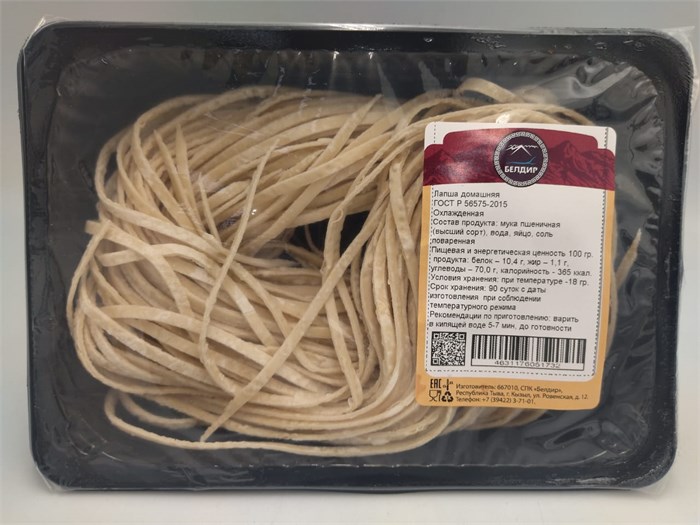 БЕЛДИР
Лапша домашняя
ГОСТ Р 56575-2015
Охлажденная
Состав продукта: мука пшеничная
(высший сорт), вода, яйцо, соль
поваренная
Пищевая и энергетическая ценность 100 гр.
продукта: белок – 10,4 г, жир – 1,1 г,
углеводы – 70,0 г, калорийность - 365 ккал.
Условия хранения: при температуре -18 гр.
Срок хранения: 90 суток с даты
изготовления при соблюдении
температурного режима
Рекомендации по приготовлению: варить
в кипящей воде 5-7 мин, до готовности
4631176051732
EAC
Изготовитель: 667010, СПК «Белдир»,
Республика Тыва, г. Кызыл, ул. Ровенская, д. 12.
Телефон: +7 (39422) 3-71-01.